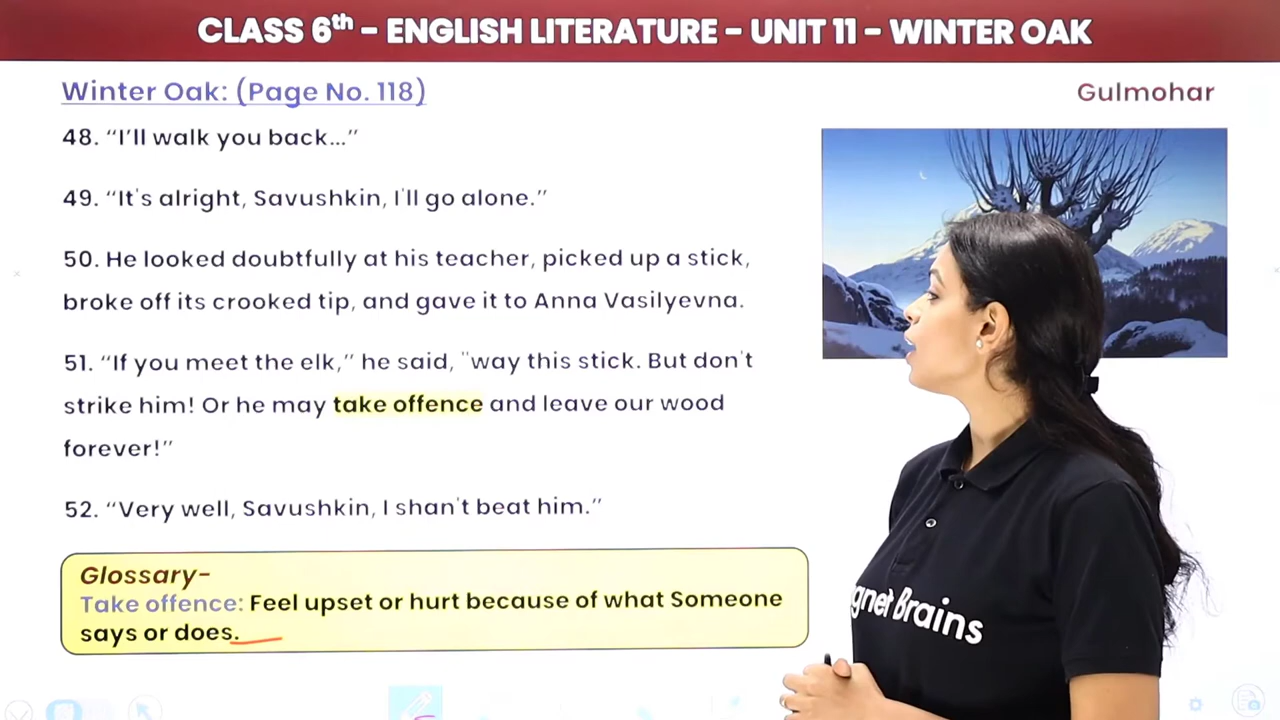 CLASS 6th - ENGLISH LITERATURE - UNIT 11 - WINTER OAK
Winter Oak: (Page No. 118)
Gulmohar
48. “I’ll walk you back...”
49. “It's alright, Savushkin, I'll go alone.”
50. He looked doubtfully at his teacher, picked up a stick,
broke off its crooked tip, and gave it to Anna Vasilyevna.
51. “If you meet the elk,” he said, "way this stick. But don't
strike him! Or he may take offence and leave our wood
forever!”
52. “Very well, Savushkin, I shan't beat him.”
Glossary-
Take offence: Feel upset or hurt because of what Someone
says or does.
gnet Brains